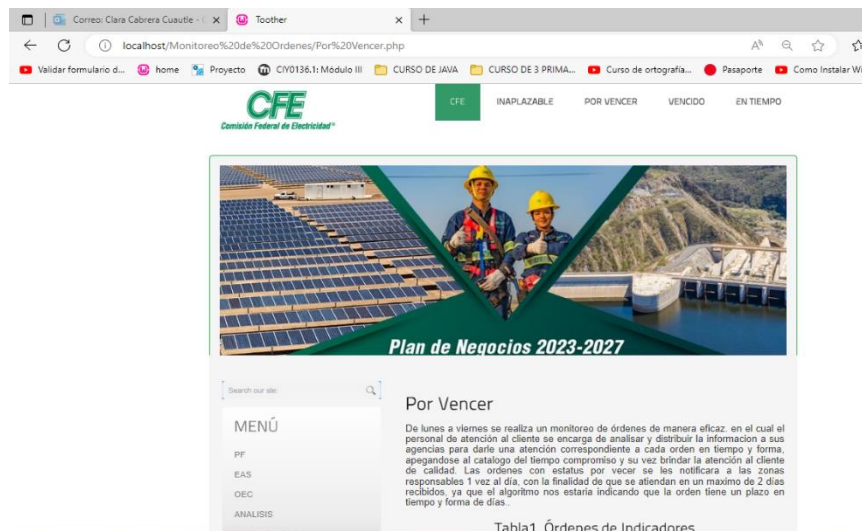 Correo: Clara Cabrera Cuautle -
Toother
localhost/Monitoreo%20de%20Ordenes/Por%20Vencer.php
Validar formulario d...
home
Proyecto
CIY0136.1: Módulo III
CURSO DE JAVA
CURSO DE 3 PRIMA...
Curso de ortografía...
Pasaporte
Como Instalar Wi
CFE
Comisión Federal de Electricidad
CFE INAPLAZABLE POR VENCER VENCIDO EN TIEMPO
Plan de Negocios 2023-2027
Search our site:
MENÚ
PF
EAS
OEC
ANALISIS
Por Vencer
De lunes a viernes se realiza un monitoreo de órdenes de manera eficaz. en el cual el
personal de atención al cliente se encarga de analisar y distribuir la informacion a sus
agencias para darle una atención correspondiente a cada orden en tiempo y forma,
apegandose al catalogo del tiempo compromiso y su vez brindar la atención al cliente
de calidad. Las ordenes con estatus por vecer se les notificara a las zonas
responsables 1 vez al día, con la finalidad de que se atiendan en un maximo de 2 días
recibidos, ya que el algoritmo nos estaria indicando que la orden tiene un plazo en
tiempo y forma de días..
Tabla1. Órdenes de Indicadores